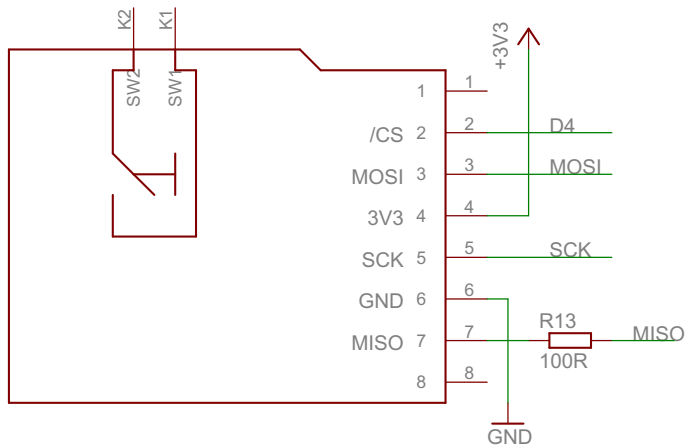 K2 K1
SW2 SW1
+3V3
1 1
/CS 2 2 D4
MOSI 3 3 MOSI
3V3 4 4
SCK 5 5 SCK
GND 6 6
R13
MISO 7 7 MISO
100R
8 8
GND